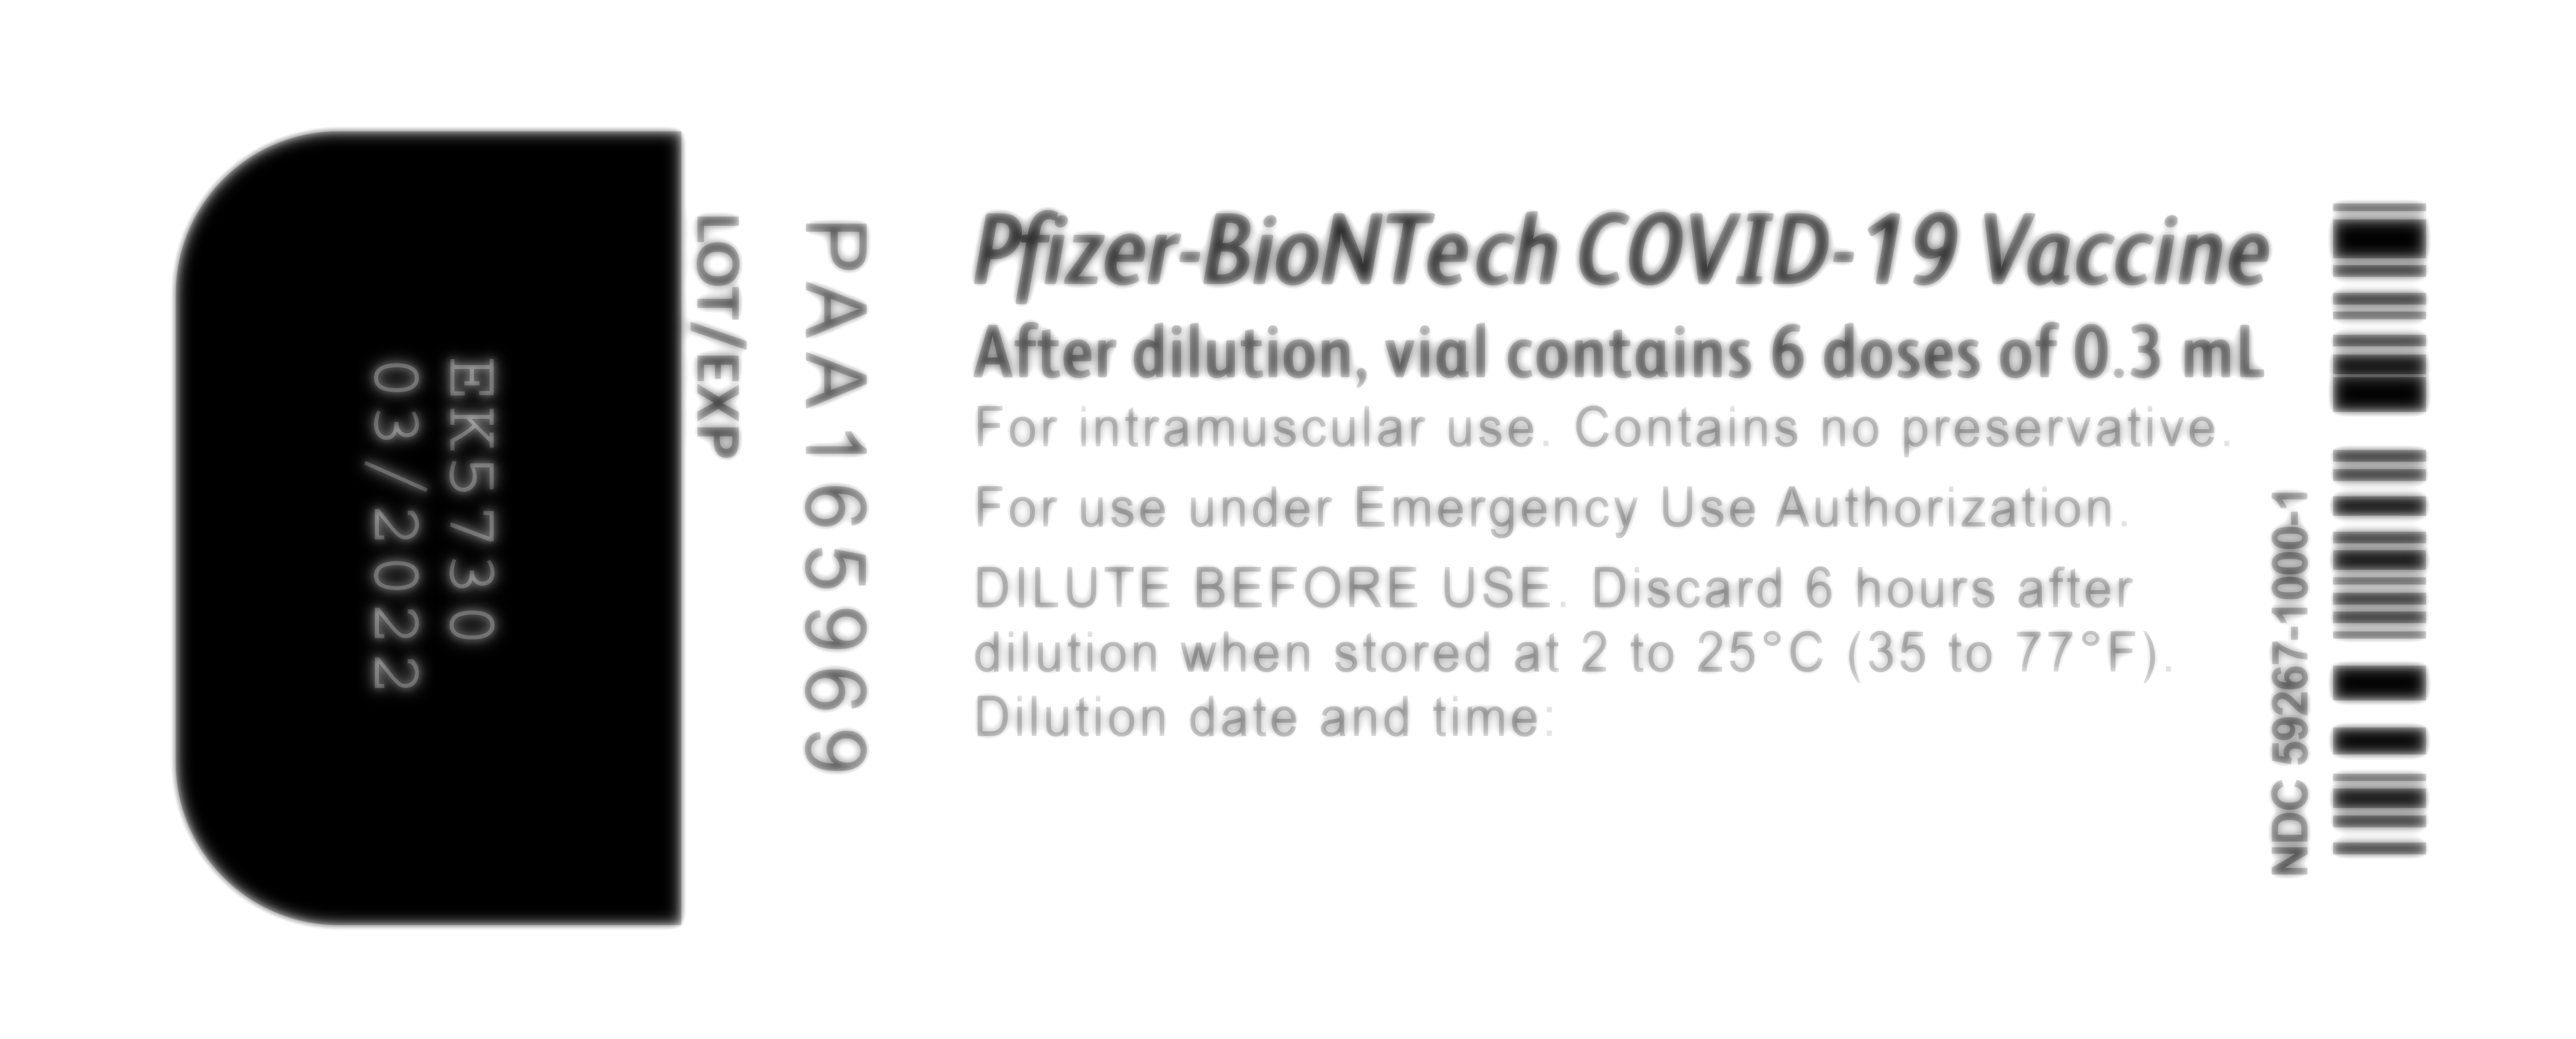 EK5730
03/2022
LOT/EXP
PAA165969
Pfizer-BioNTech COVID-19 Vaccine
After dilution, vial contains 6 doses of 0.3 mL
For intramuscular use. Contains no preservative.
For use under Emergency Use Authorization.
DILUTE BEFORE USE. Discard 6 hours after
dilution when stored at 2 to 25°C (35 to 77°F).
Dilution date and time:
NDC 59267-1000-1